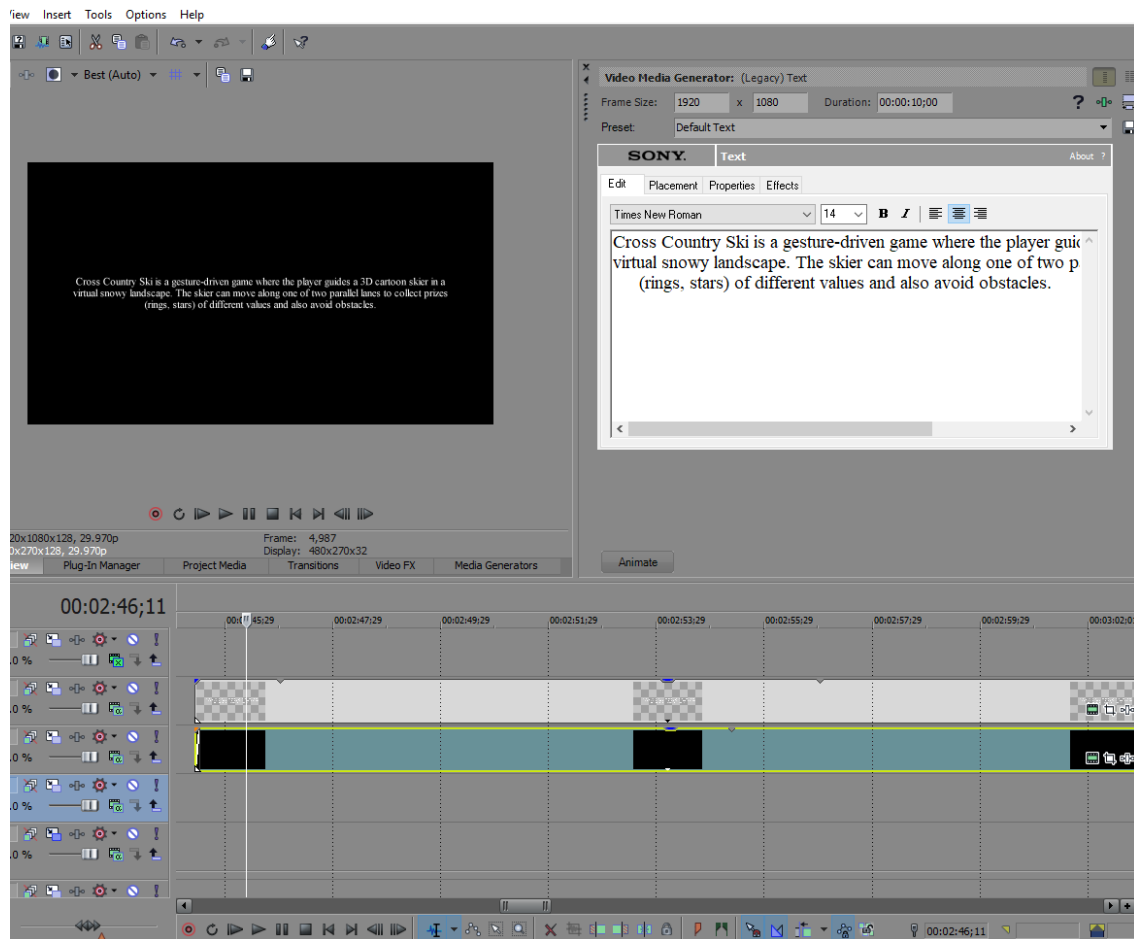 View Insert Tools Options Help
Best (Auto)
Video Media Generator: (Legacy) Text
Frame Size: 1920 x 1080 Duration: 00:00:10;00
Preset: Default Text
SONY. Text About ?
Edit Placement Properties Effects
Times New Roman 14 B I
Cross Country Ski is a gesture-driven game where the player guid
virtual snowy landscape. The skier can move along one of two p
(rings, stars) of different values and also avoid obstacles.
Cross Country Ski is a gesture-driven game where the player guides a 3D cartoon skier in a
virtual snowy landscape. The skier can move along one of two parallel lanes to collect prizes
(rings, stars) of different values and also avoid obstacles.
20x1080x128, 29.970p Frame: 4,987
0x270x128, 29.970p Display: 480x270x32
iew Plug-In Manager Project Media Transitions Video FX Media Generators
Animate
00:02:46;11
45;29 00:02:47;29 00:02:49;29 00:02:51;29 00:02:53;29 00:02:55;29 00:02:57;29 00:02:59;29 00:03:02;0
.0 %
.0 %
.0 %
.0 %
.0 %
00:02:46;11